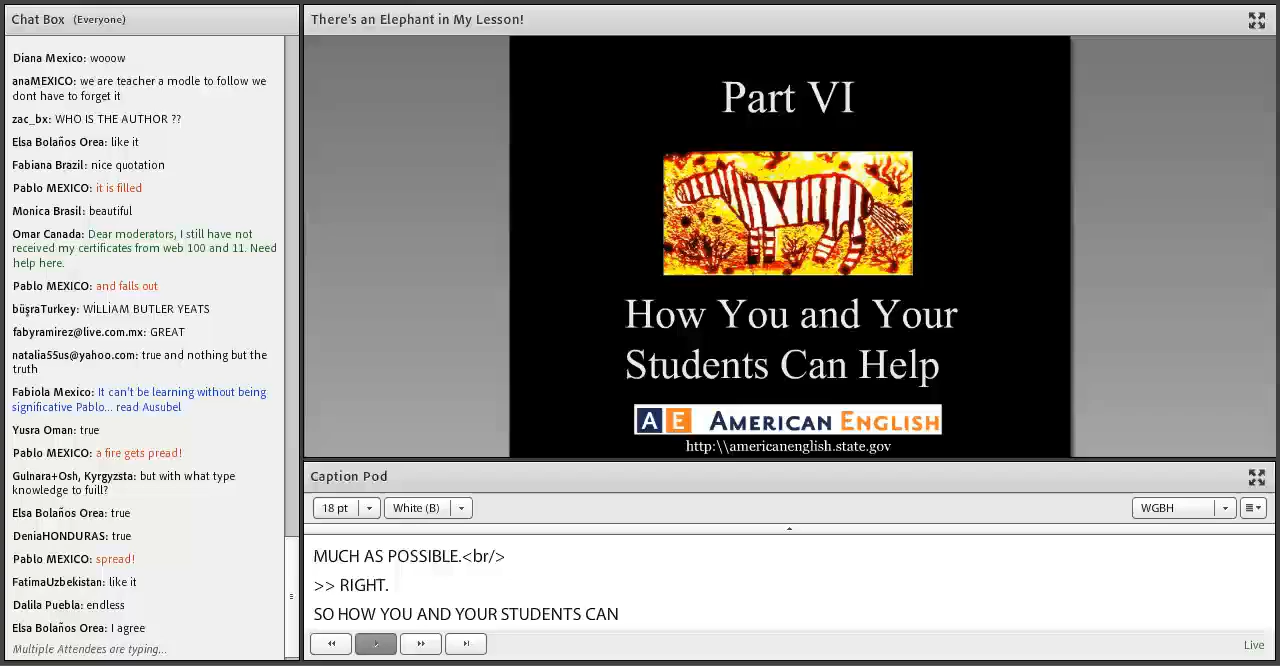 Chat Box (Everyone)
Diana Mexico: wooow
anaMEXICO: we are teacher a modle to follow we
dont have to forget it
zac_bx: WHO IS THE AUTHOR ??
Elsa Bolaños Orea: like it
Fabiana Brazil: nice quotation
Pablo MEXICO: it is filled
Monica Brasil: beautiful
Omar Canada: Dear moderators, I still have not
received my certificates from web 100 and 11. Need
help here.
Pablo MEXICO: and falls out
büşraTurkey: WİLLİAM BUTLER YEATS
fabyramirez@live.com.mx: GREAT
natalia55us@yahoo.com: true and nothing but the
truth
Fabiola Mexico: It can't be learning without being
significative Pablo... read Ausubel
Yusra Oman: true
Pablo MEXICO: a fire gets pread!
Gulnara+Osh, Kyrgyzsta: but with what type
knowledge to fuill?
Elsa Bolaños Orea: true
DeniaHONDURAS: true
Pablo MEXICO: spread!
FatimaUzbekistan: like it
Dalila Puebla: endless
Elsa Bolaños Orea: I agree
Multiple Attendees are typing...
There's an Elephant in My Lesson!
Part VI
How You and Your
Students Can Help
AE AMERICAN ENGLISH
http:\\americanenglish.state.gov
Caption Pod
18 pt White (B) WGBH
MUCH AS POSSIBLE.<br/>
>> RIGHT.
SO HOW YOU AND YOUR STUDENTS CAN
Live